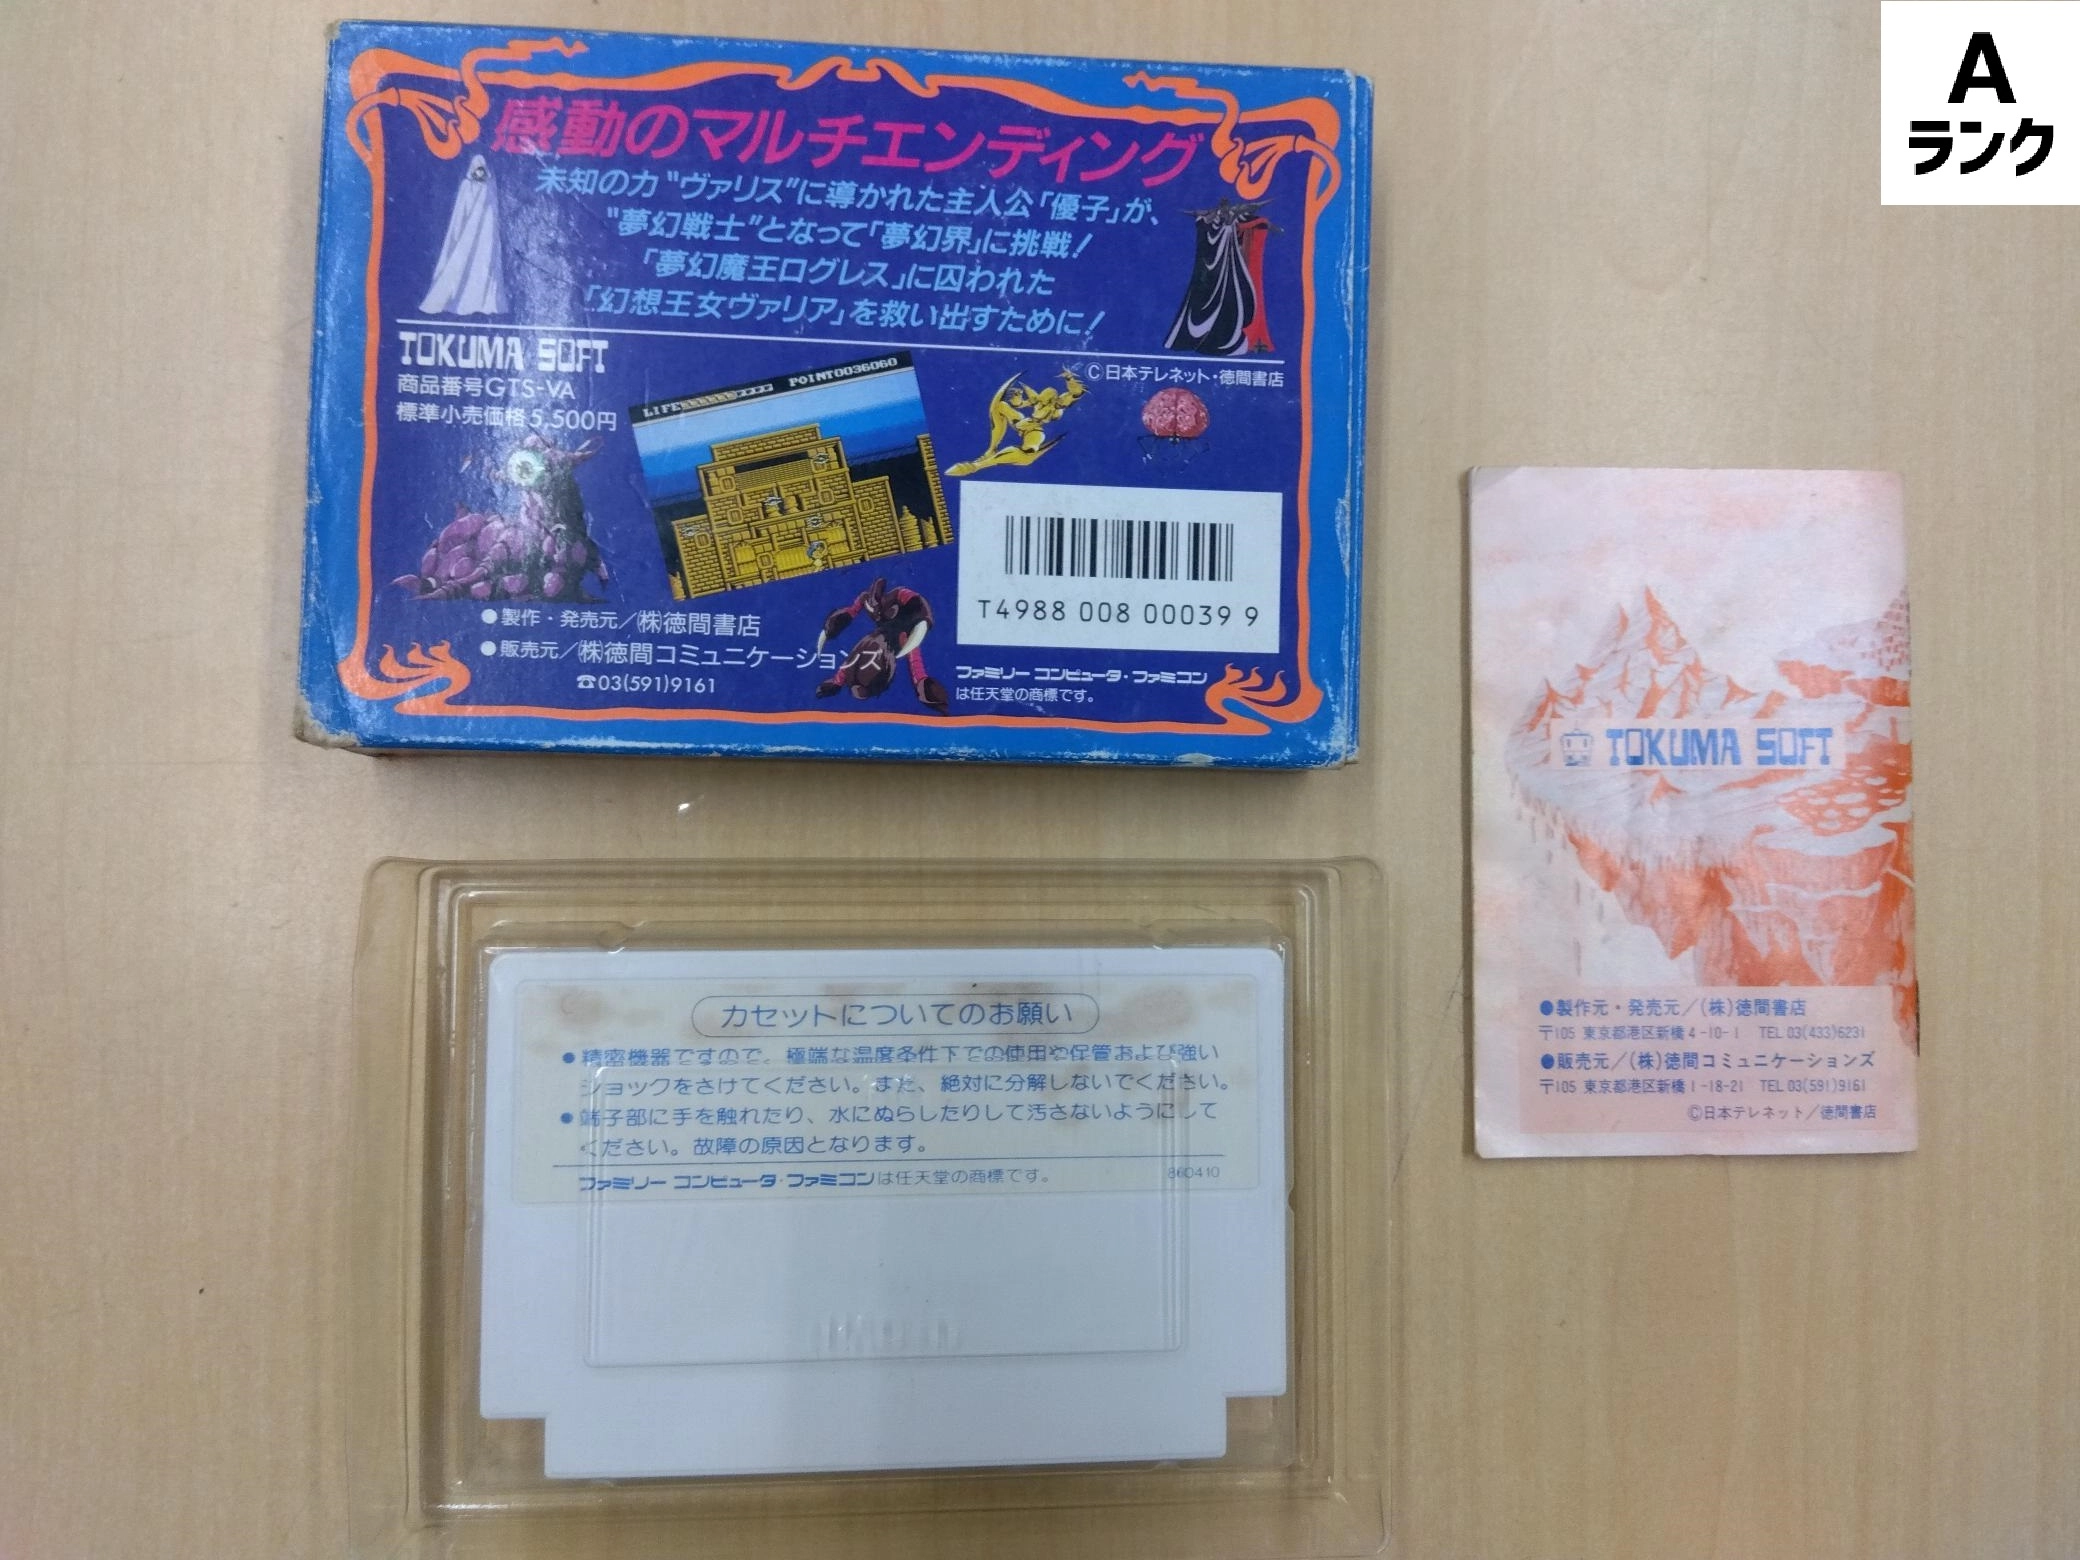 Aランク
感動のマルチエンディング
未知の力“ヴァリス”に導かれた主人公「優子」が、
“夢幻戦士”となって「夢幻界」に挑戦!
「夢幻魔王ログレス」に囚われた
「幻想王女ヴァリア」を救い出すために!
TOKUMA SOFT
商品番号GTS-VA
標準小売価格5,500円
©日本テレネット・徳間書店
LIFE
POINT0036060
T4988 008 00039 9
●製作・発売元/㈱徳間書店
●販売元/㈱徳間コミュニケーションズ
☎03(591)9161
ファミリーコンピュータ・ファミコン
は任天堂の商標です。
TOKUMA SOFT
●製作元・発売元/(株)徳間書店
〒105 東京都港区新橋4-10-1 TEL 03(433)6231
●販売元/(株)徳間コミュニケーションズ
〒105 東京都港区新橋1-18-21 TEL 03(591)9161
©日本テレネット/徳間書店
カセットについてのお願い
●精密機器ですので、極端な温度条件下での使用や保管および強い
ショックをさけてください。また、絶対に分解しないでください。
●端子部に手を触れたり、水にぬらしたりして汚さないようにして
ください。故障の原因となります。
ファミリーコンピュータ・ファミコンは任天堂の商標です。
860410